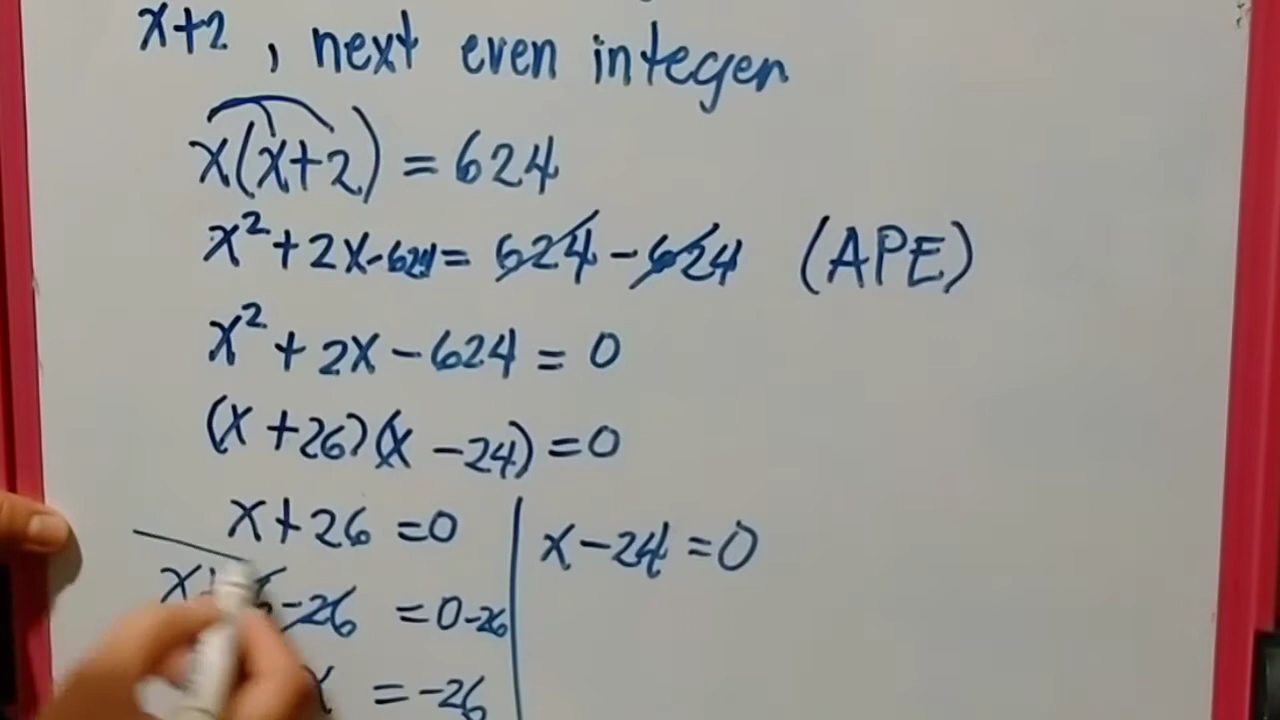 x+2 , next even integer
x(x+2) = 624
x²+2x-624= 624-624 (APE)
x²+2x-624=0
(x+26)(x-24)=0
x+26=0
x-24=0
-26 =0-26
x =-26